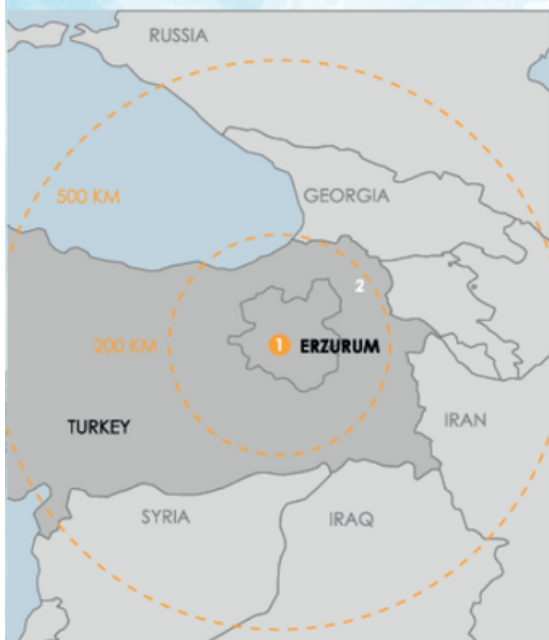 RUSSIA
500 KM
GEORGIA
2
200 KM
1 ERZURUM
TURKEY
IRAN
SYRIA
IRAQ